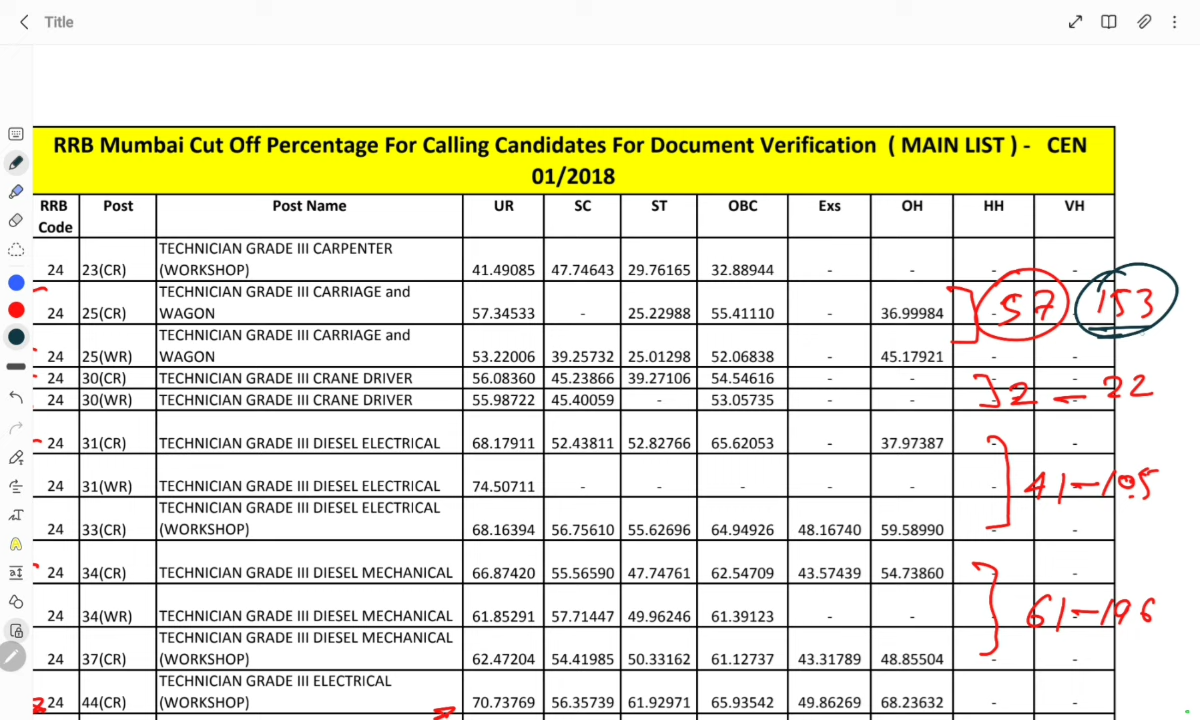 Title
RRB Mumbai Cut Off Percentage For Calling Candidates For Document Verification ( MAIN LIST ) - CEN
01/2018
RRB Code Post Post Name UR SC ST OBC Exs OH HH VH
24 23(CR) TECHNICIAN GRADE III CARPENTER (WORKSHOP) 41.49085 47.74643 29.76165 32.88944 - - - -
24 25(CR) TECHNICIAN GRADE III CARRIAGE and WAGON 57.34533 - 25.22988 55.41110 - 36.99984 - - 57 153
24 25(WR) TECHNICIAN GRADE III CARRIAGE and WAGON 53.22006 39.25732 25.01298 52.06838 - 45.17921 - -
24 30(CR) TECHNICIAN GRADE III CRANE DRIVER 56.08360 45.23866 39.27106 54.54616 - - - - 2 - 22
24 30(WR) TECHNICIAN GRADE III CRANE DRIVER 55.98722 45.40059 - 53.05735 - - - -
24 31(CR) TECHNICIAN GRADE III DIESEL ELECTRICAL 68.17911 52.43811 52.82766 65.62053 - 37.97387 - -
24 31(WR) TECHNICIAN GRADE III DIESEL ELECTRICAL 74.50711 - - - - - - - 41-105
24 33(CR) TECHNICIAN GRADE III DIESEL ELECTRICAL (WORKSHOP) 68.16394 56.75610 55.62696 64.94926 48.16740 59.58990 - -
24 34(CR) TECHNICIAN GRADE III DIESEL MECHANICAL 66.87420 55.56590 47.74761 62.54709 43.57439 54.73860 - -
24 34(WR) TECHNICIAN GRADE III DIESEL MECHANICAL 61.85291 57.71447 49.96246 61.39123 - - - - 61-196
24 37(CR) TECHNICIAN GRADE III DIESEL MECHANICAL (WORKSHOP) 62.47204 54.41985 50.33162 61.12737 43.31789 48.85504 - -
24 44(CR) TECHNICIAN GRADE III ELECTRICAL (WORKSHOP) 70.73769 56.35739 61.92971 65.93542 49.86269 68.23632 - -